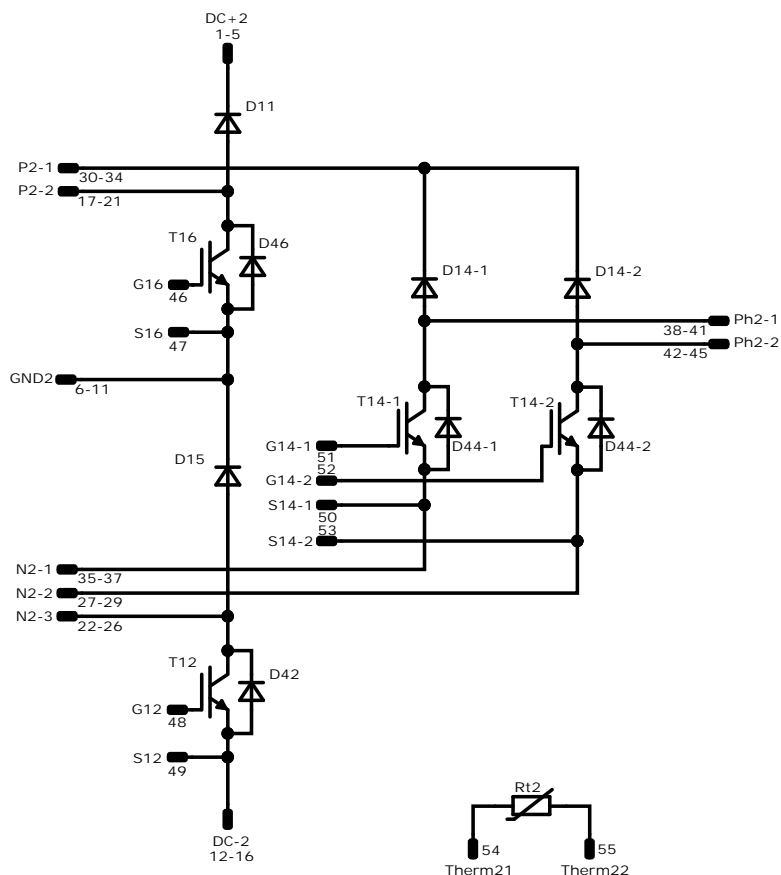 DC+2
1-5
D11
P2-1
30-34
P2-2
17-21
T16
D46
G16
46
S16
47
D14-1
D14-2
Ph2-1
38-41
Ph2-2
42-45
GND2
6-11
T14-1
T14-2
D44-1
D44-2
G14-1
51
52
G14-2
D15
S14-1
50
53
S14-2
N2-1
35-37
N2-2
27-29
N2-3
22-26
T12
D42
G12
48
S12
49
DC-2
12-16
Rt2
54
55
Therm21
Therm22